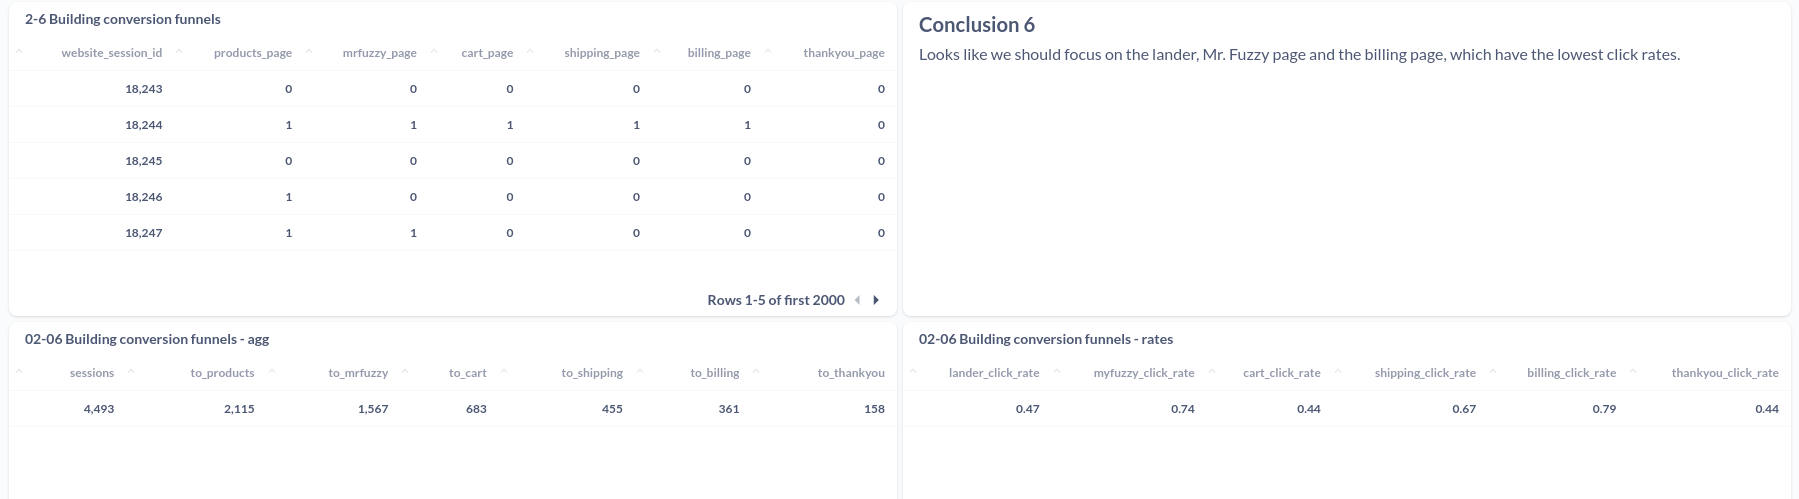 2-6 Building conversion funnels
website_session_id products_page mrfuzzy_page cart_page shipping_page billing_page thankyou_page
18,243 0 0 0 0 0 0
18,244 1 1 1 1 1 0
18,245 0 0 0 0 0 0
18,246 1 0 0 0 0 0
18,247 1 1 0 0 0 0
Rows 1-5 of first 2000
Conclusion 6
Looks like we should focus on the lander, Mr. Fuzzy page and the billing page, which have the lowest click rates.
02-06 Building conversion funnels - agg
sessions to_products to_mrfuzzy to_cart to_shipping to_billing to_thankyou
4,493 2,115 1,567 683 455 361 158
02-06 Building conversion funnels - rates
lander_click_rate myfuzzy_click_rate cart_click_rate shipping_click_rate billing_click_rate thankyou_click_rate
0.47 0.74 0.44 0.67 0.79 0.44